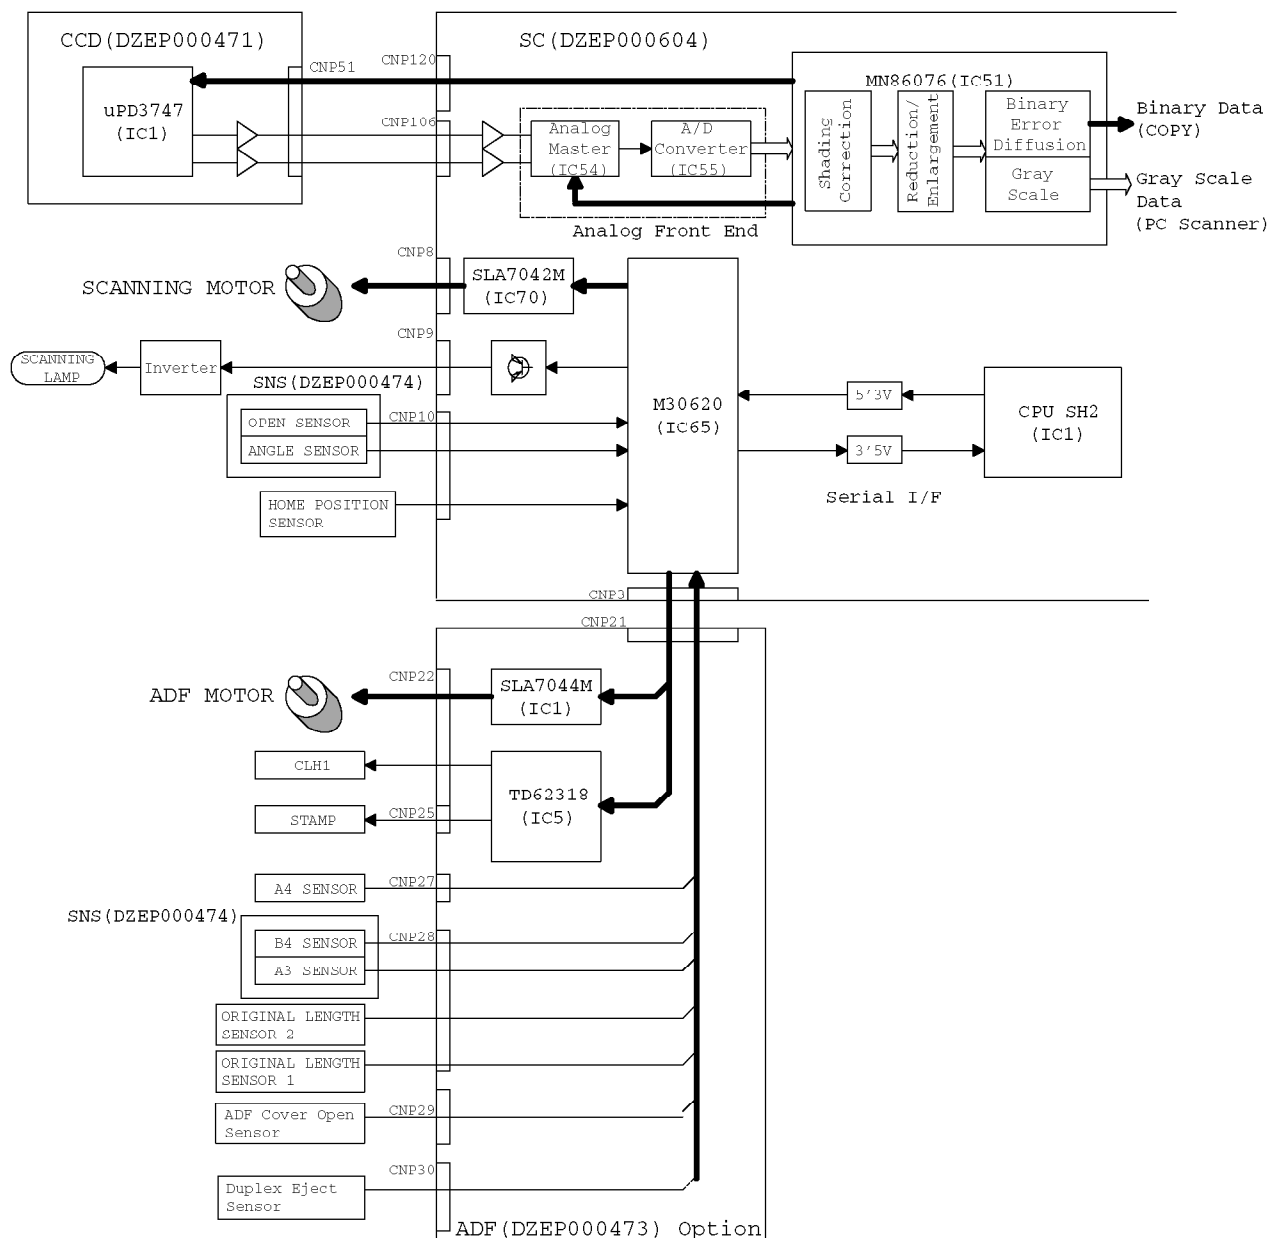 CCD(DZEP000471)
SC(DZEP000604)
CNP51
CNP120
MN86076(IC51)
uPD3747
(IC1)
CNP106
Analog
Master
(IC54)
A/D
Converter
(IC55)
Shading
Correction
Reduction/
Enlargement
Binary
Error
Diffusion
Gray
Scale
Binary Data
(COPY)
Gray Scale
Data
(PC Scanner)
Analog Front End
CNP8
SCANNING MOTOR
SLA7042M
(IC70)
CNP9
SCANNING
LAMP
Inverter
SNS(DZEP000474)
CNP10
OPEN SENSOR
ANGLE SENSOR
HOME POSITION
SENSOR
M30620
(IC65)
5'3V
3'5V
CPU SH2
(IC1)
Serial I/F
CNP3
CNP21
CNP22
ADF MOTOR
SLA7044M
(IC1)
CLH1
STAMP
CNP25
TD62318
(IC5)
A4 SENSOR
CNP27
SNS(DZEP000474)
CNP28
B4 SENSOR
A3 SENSOR
ORIGINAL LENGTH
SENSOR 2
ORIGINAL LENGTH
SENSOR 1
CNP29
ADF Cover Open
Sensor
CNP30
Duplex Eject
Sensor
ADF(DZEP000473) Option